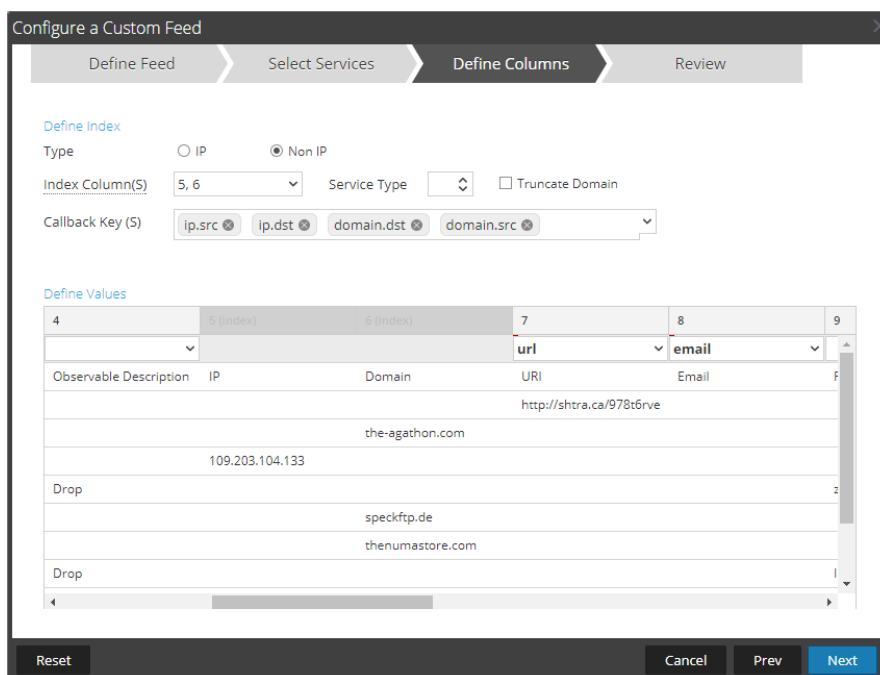 Configure a Custom Feed
Define Feed Select Services Define Columns Review
Define Index
Type IP Non IP
Index Column(S) 5, 6 Service Type Truncate Domain
Callback Key (S) ip.src ip.dst domain.dst domain.src
Define Values
4 5 (index) 6 (index) 7 8 9
url email
Observable Description IP Domain URI Email F
http://shtra.ca/978t6rve
the-agathon.com
109.203.104.133
Drop z
speckftp.de
thenumastore.com
Drop
Reset Cancel Prev Next